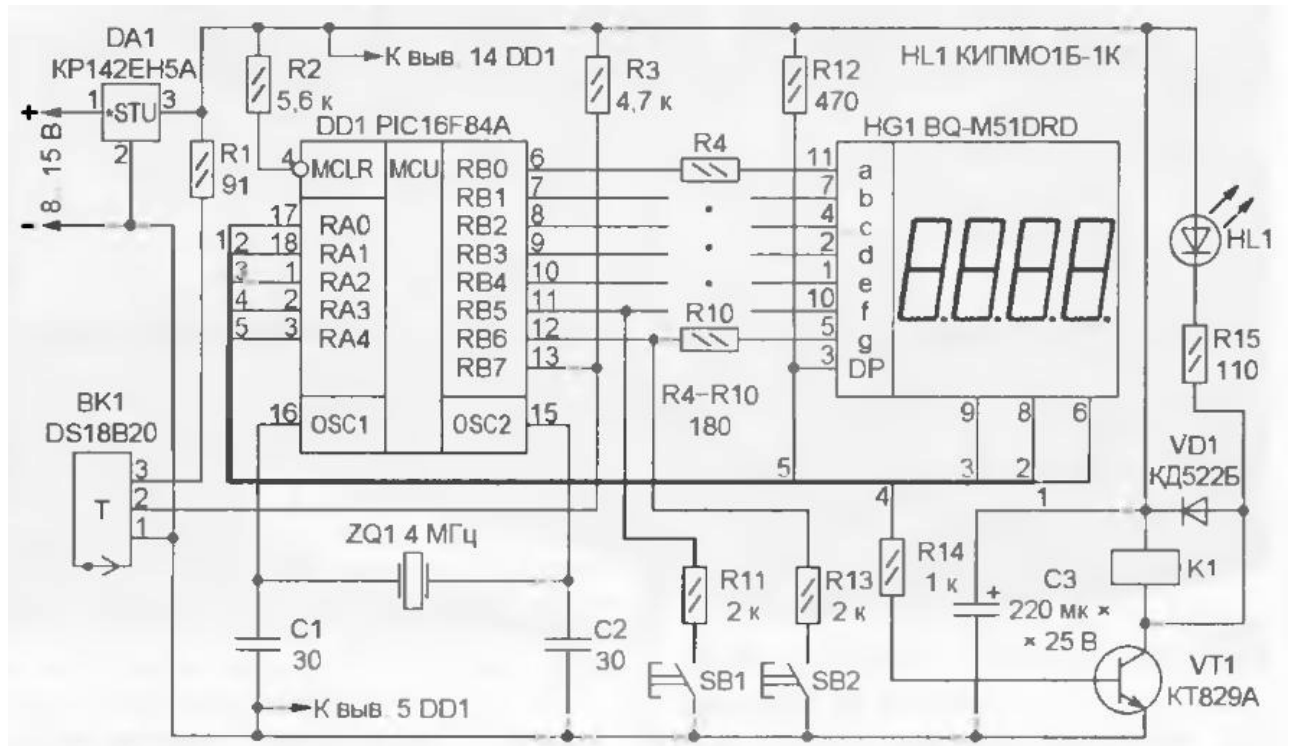 DA1
КР142ЕН5А
+
1
*STU
3
2
8...15 В
-
R1
91
R2
5,6 к
К выв. 14 DD1
R3
4,7 к
R12
470
HL1 КИПМО1Б-1К
DD1 PIC16F84A
HG1 BQ-M51DRD
4
MCLR
MCU
RB0
6
R4
11
a
RB1
7
7
b
17
RA0
RB2
8
4
c
1
2
18
RA1
RB3
9
2
d
3
1
RA2
RB4
10
1
e
4
2
RA3
RB5
11
R10
10
f
5
3
RA4
RB6
12
5
g
RB7
13
3
DP
R4–R10
180
HL1
R15
110
16
OSC1
OSC2
15
9
8
6
5
3
2
1
4
BK1
DS18B20
3
2
1
T
VD1
КД522Б
ZQ1 4 МГц
R11
2 к
R13
2 к
R14
1 к
C3
220 мк ×
× 25 В
+
K1
C1
30
C2
30
SB1
SB2
VT1
КТ829А
К выв. 5 DD1